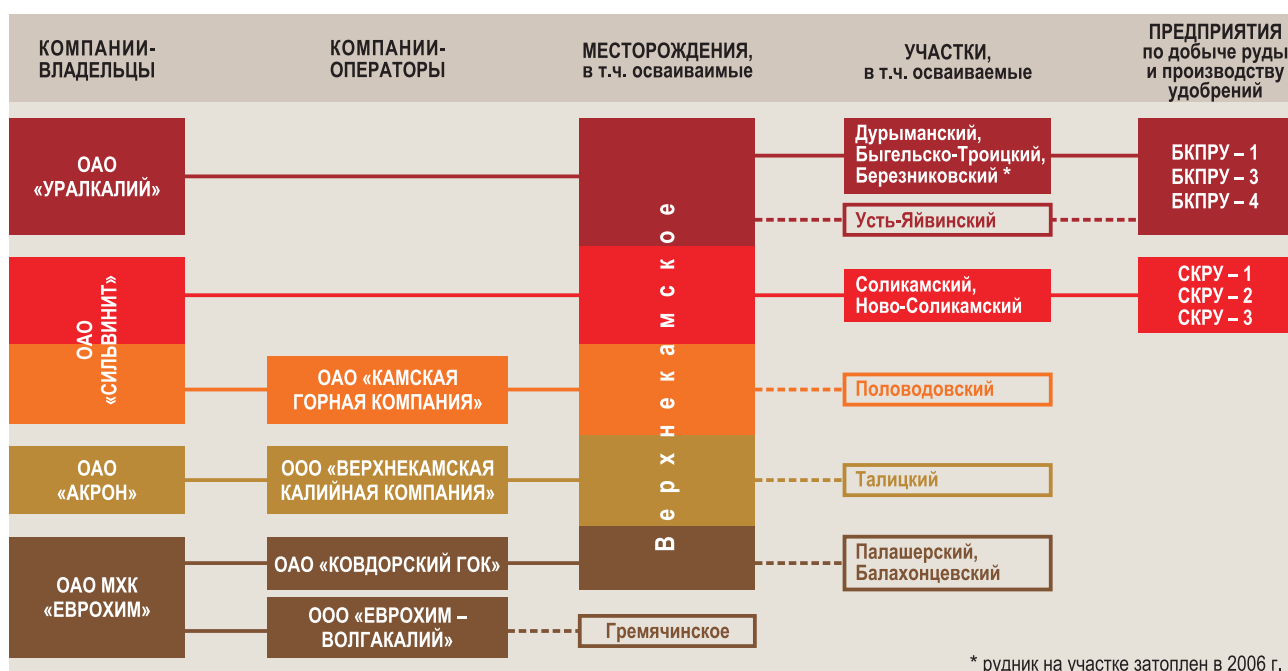 КОМПАНИИ-
ВЛАДЕЛЬЦЫ
КОМПАНИИ-
ОПЕРАТОРЫ
МЕСТОРОЖДЕНИЯ,
в т.ч. осваиваимые
УЧАСТКИ,
в т.ч. осваиваемые
ПРЕДПРИЯТИЯ
по добыче руды
и производству
удобрений
ОАО
«УРАЛКАЛИЙ»
Верхнекамское
Дурыманский,
Быгельско-Троицкий,
Березниковский *
БКПРУ – 1
БКПРУ – 3
БКПРУ – 4
Усть-Яйвинский
ОАО
«СИЛЬВИНИТ»
Соликамский,
Ново-Соликамский
СКРУ – 1
СКРУ – 2
СКРУ – 3
ОАО «КАМСКАЯ
ГОРНАЯ КОМПАНИЯ»
Половодовский
ОАО
«АКРОН»
ООО «ВЕРХНЕКАМСКАЯ
КАЛИЙНАЯ КОМПАНИЯ»
Талицкий
ОАО МХК
«ЕВРОХИМ»
ОАО «КОВДОРСКИЙ ГОК»
Палашерский,
Балахонцевский
ООО «ЕВРОХИМ –
ВОЛГАКАЛИЙ»
Гремячинское
* рудник на участке затоплен в 2006 г.